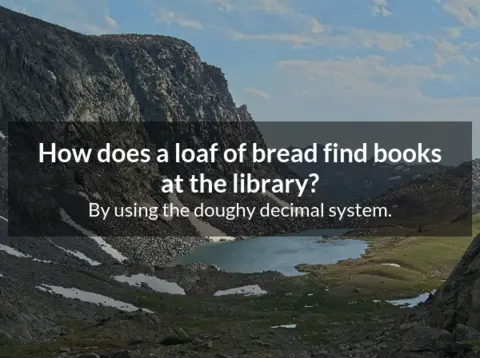 How does a loaf of bread find books
at the library?
By using the doughy decimal system.